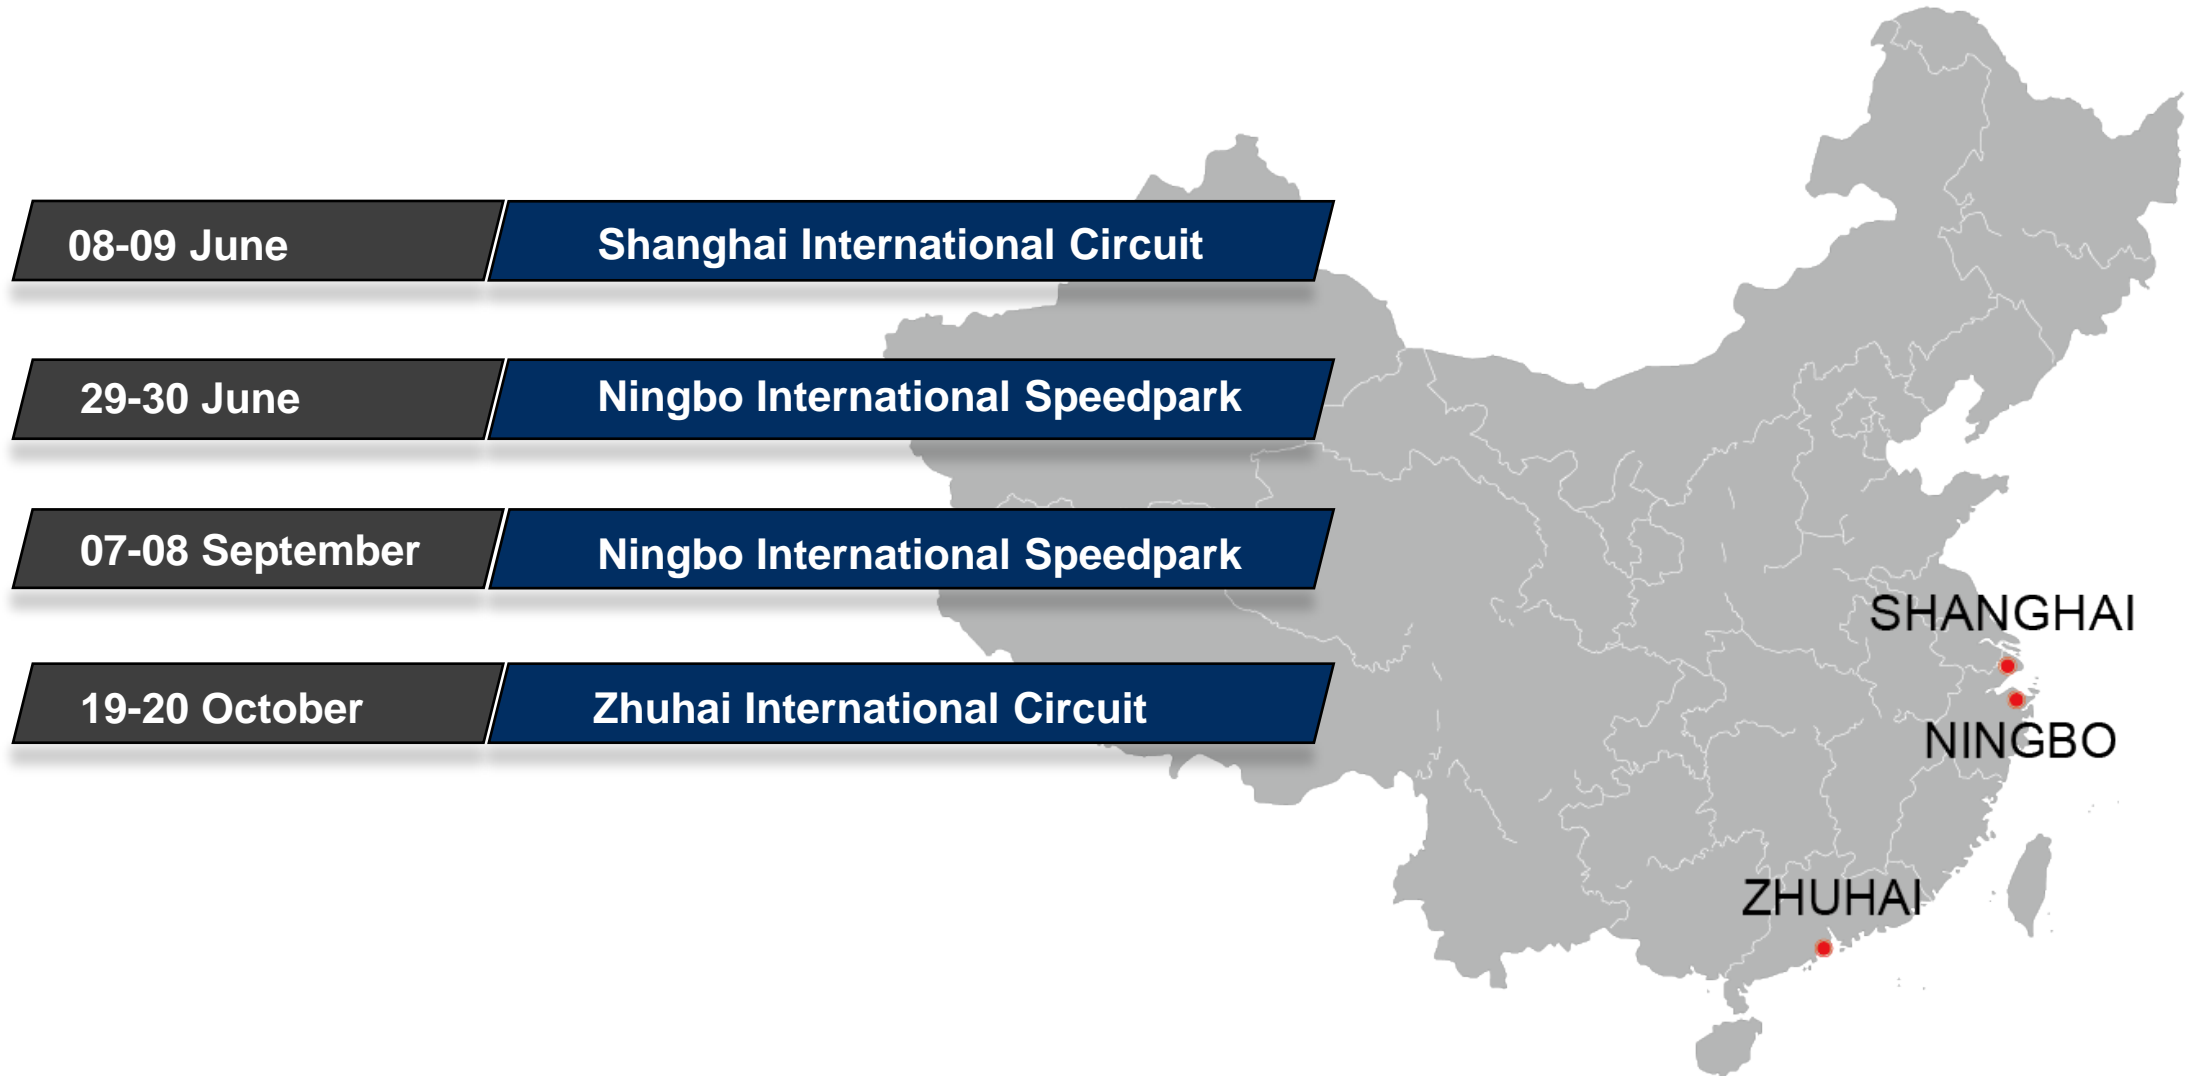 08-09 June
Shanghai International Circuit
29-30 June
Ningbo International Speedpark
07-08 September
Ningbo International Speedpark
19-20 October
Zhuhai International Circuit
SHANGHAI
NINGBO
ZHUHAI